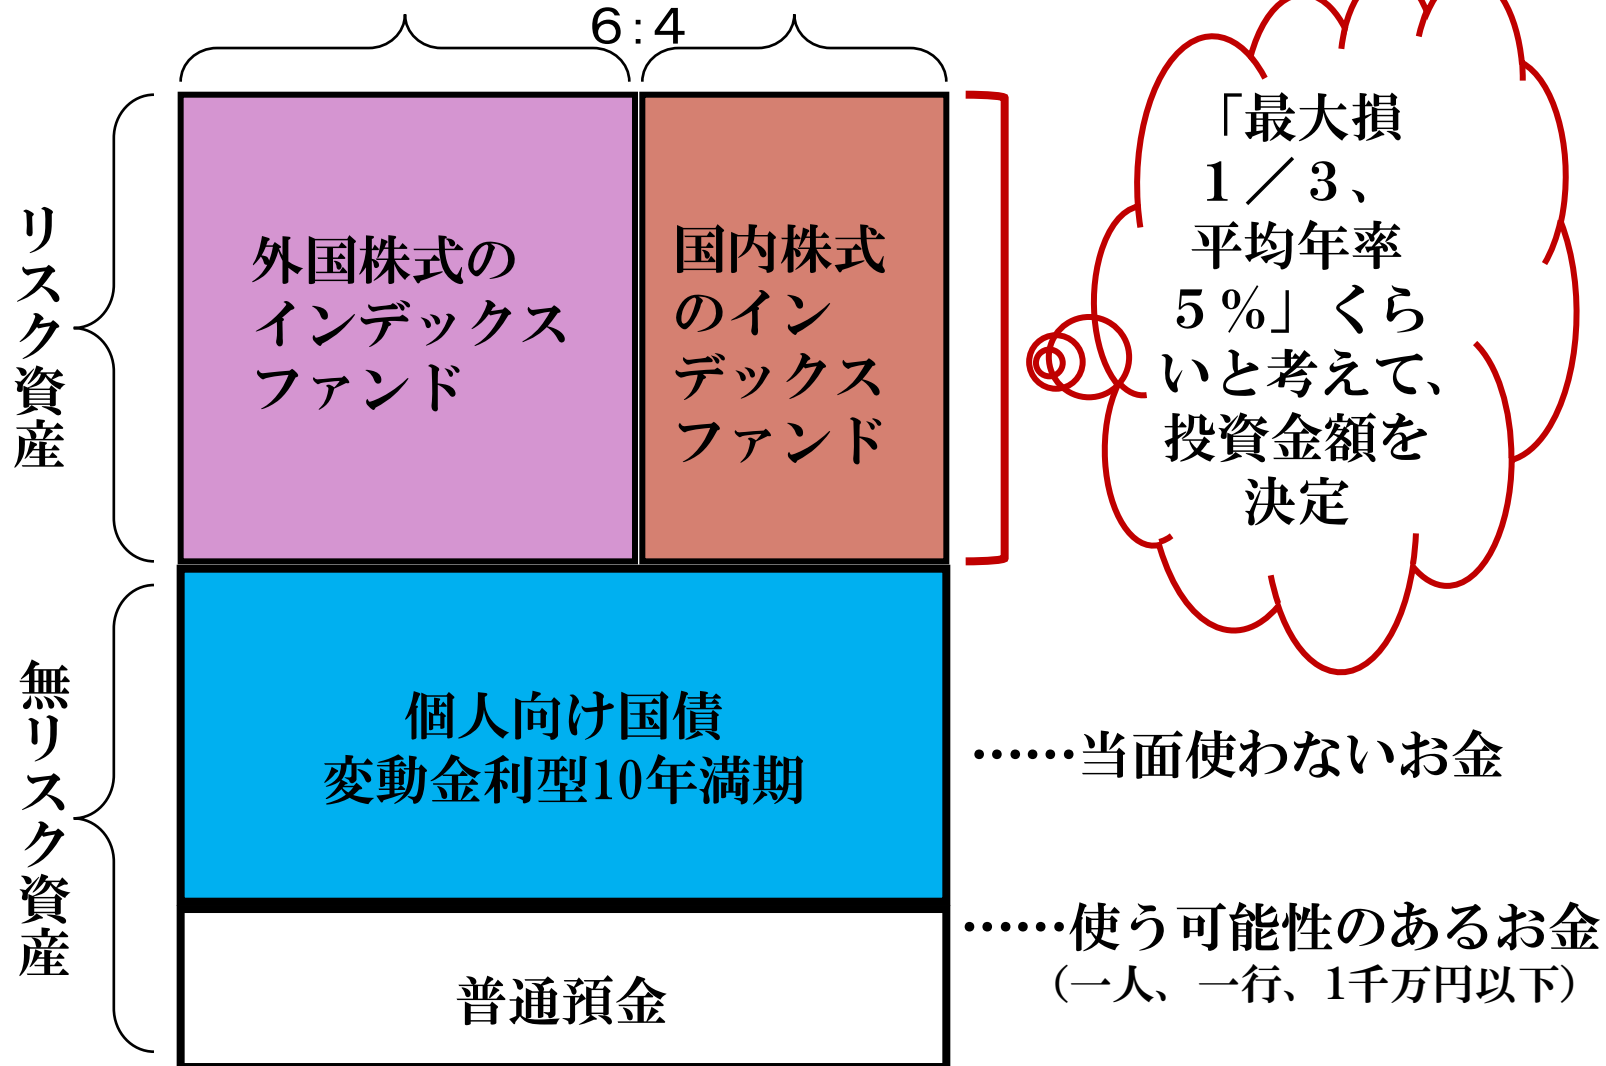 6:4
リスク資産
外国株式の
インデックス
ファンド
国内株式
のイン
デックス
ファンド
「最大損
１／３、
平均年率
５％」くら
いと考えて、
投資金額を
決定
無リスク資産
個人向け国債
変動金利型10年満期
……当面使わないお金
普通預金
……使う可能性のあるお金
（一人、一行、1千万円以下）